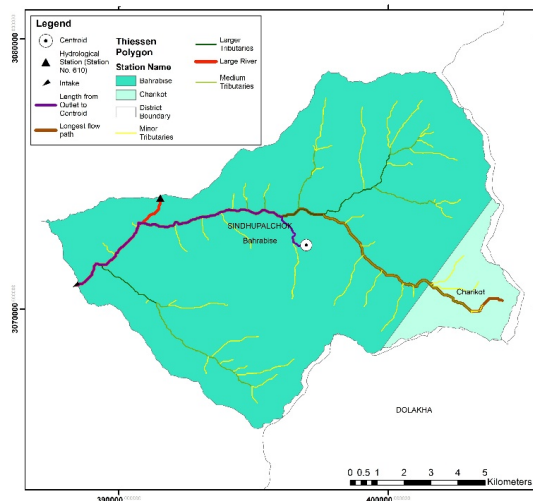 Legend
Centroid
Hydrological
Station (Station
No. 610)
Intake
Length from
Outlet to
Centroid
Longest flow
path
Thiessen
Polygon
Station Name
Bahrabise
Charikot
District
Boundary
Minor
Tributaries
Larger
Tributaries
Large River
Medium
Tributaries
SINDHUPALCHOK
Bahrabise
Charikot
DOLAKHA
0 0.5 1 2 3 4 5
Kilometers
3080000
3070000
390000
400000